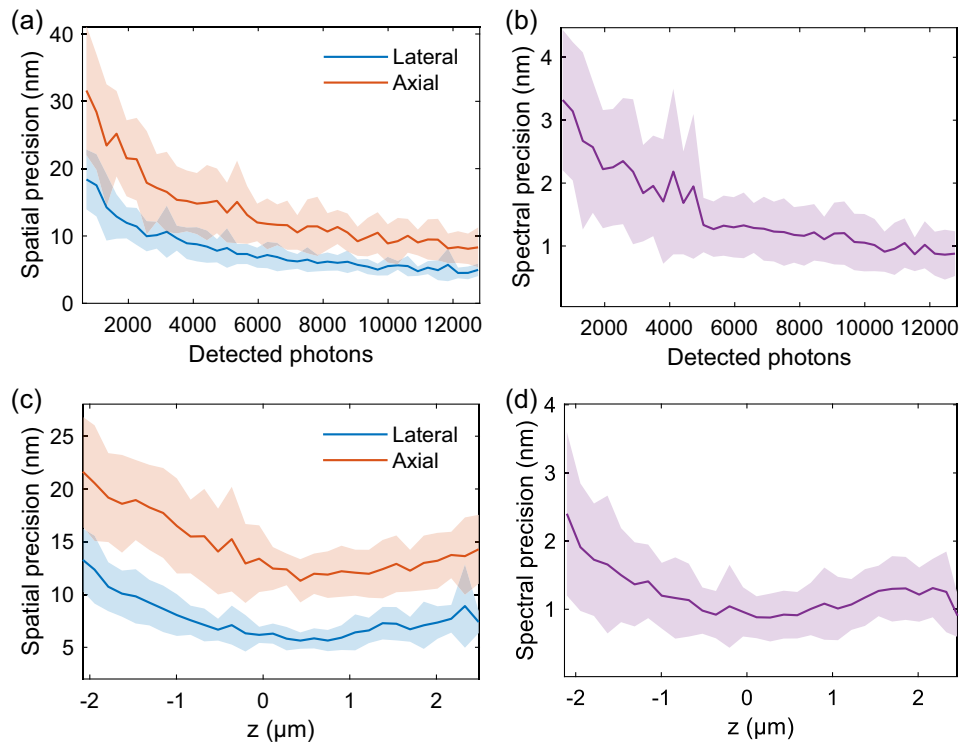 (a)
Spatial precision (nm)
40
30
20
10
0
Lateral
Axial
2000 4000 6000 8000 10000 12000
Detected photons
(b)
Spectral precision (nm)
4
3
2
1
2000 4000 6000 8000 10000 12000
Detected photons
(c)
Spatial precision (nm)
25
20
15
10
5
Lateral
Axial
-2 -1 0 1 2
z (μm)
(d)
Spectral precision (nm)
4
3
2
1
-2 -1 0 1 2
z (μm)